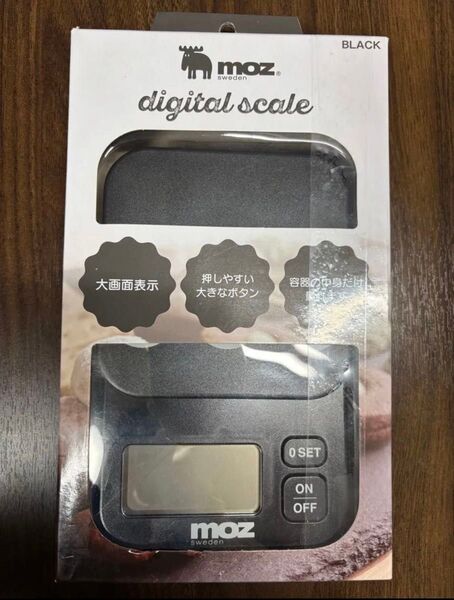 BLACK
moz®
sweden
digital scale
大画面表示
押しやすい
大きなボタン
容器の中身だけ
0 SET
ON
OFF
moz
sweden